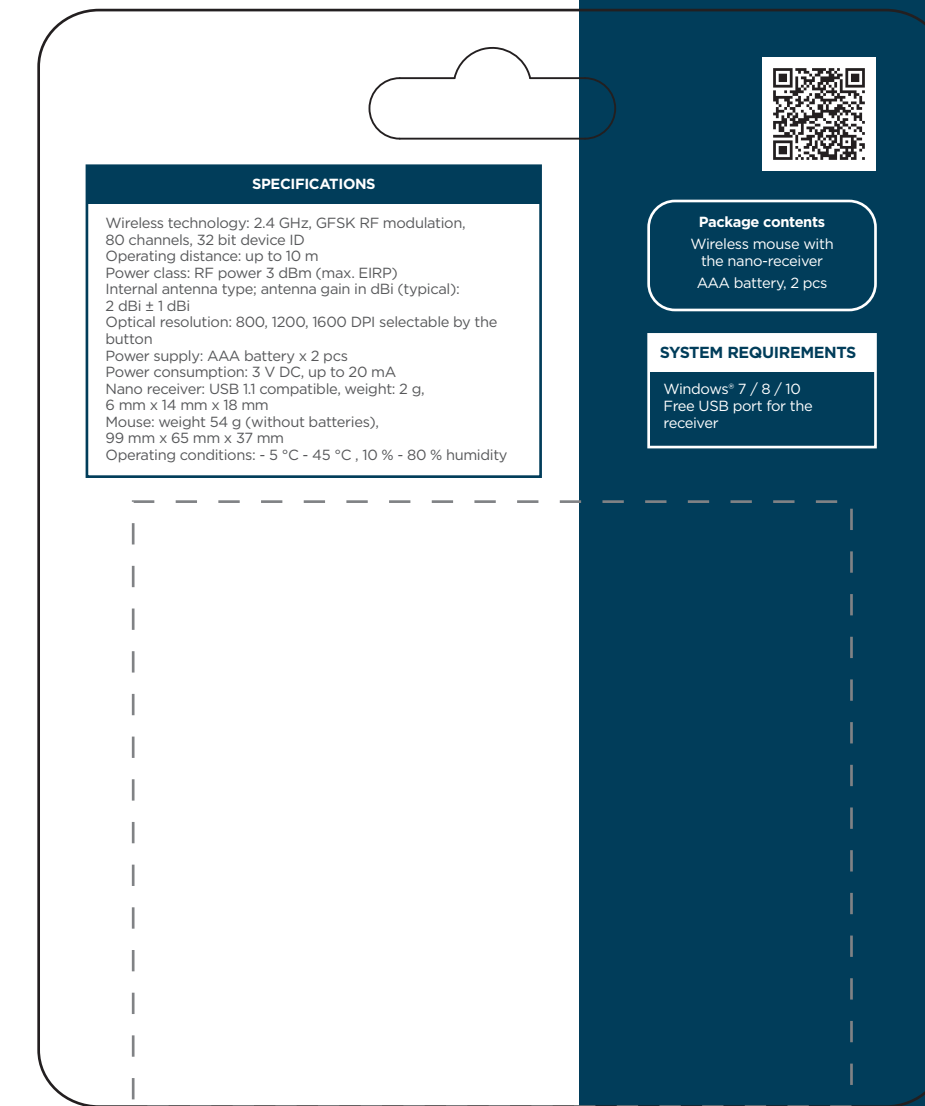 SPECIFICATIONS
Wireless technology: 2.4 GHz, GFSK RF modulation,
80 channels, 32 bit device ID
Operating distance: up to 10 m
Power class: RF power 3 dBm (max. EIRP)
Internal antenna type; antenna gain in dBi (typical):
2 dBi ± 1 dBi
Optical resolution: 800, 1200, 1600 DPI selectable by the
button
Power supply: AAA battery x 2 pcs
Power consumption: 3 V DC, up to 20 mA
Nano receiver: USB 1.1 compatible, weight: 2 g,
6 mm x 14 mm x 18 mm
Mouse: weight 54 g (without batteries),
99 mm x 65 mm x 37 mm
Operating conditions: - 5 °C - 45 °C , 10 % - 80 % humidity
Package contents
Wireless mouse with
the nano-receiver
AAA battery, 2 pcs
SYSTEM REQUIREMENTS
Windows® 7 / 8 / 10
Free USB port for the
receiver